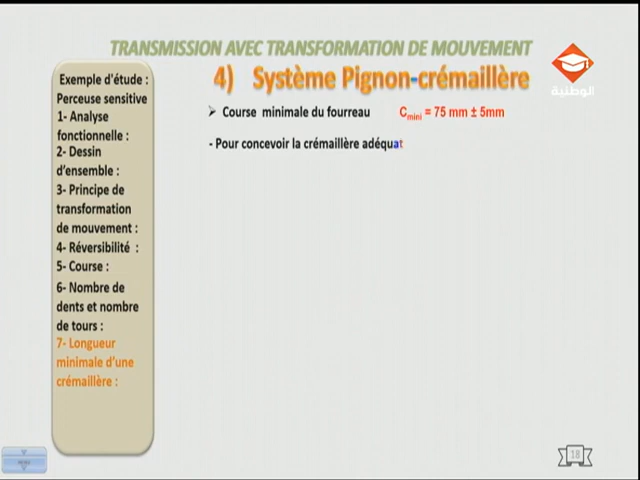 TRANSMISSION AVEC TRANSFORMATION DE MOUVEMENT
4) Système Pignon-crémaillère
الوطنية
Exemple d'étude :
Perceuse sensitive
1- Analyse
fonctionnelle :
2- Dessin
d'ensemble :
3- Principe de
transformation
de mouvement :
4- Réversibilité :
5- Course :
6- Nombre de
dents et nombre
de tours :
7- Longueur
minimale d'une
crémaillère :
➢ Course minimale du fourreau Cmini = 75 mm ± 5mm
- Pour concevoir la crémaillère adéquat
MENU
18